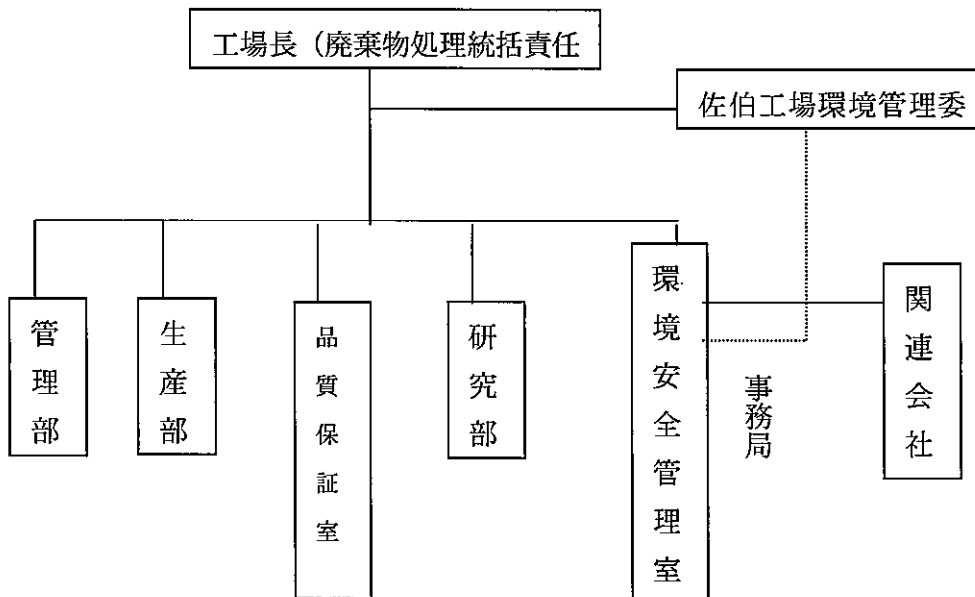 工場長（廃棄物処理統括責任
佐伯工場環境管理委
管理部
生産部
品質保証室
研究部
環境安全管理室
事務局
関連会社